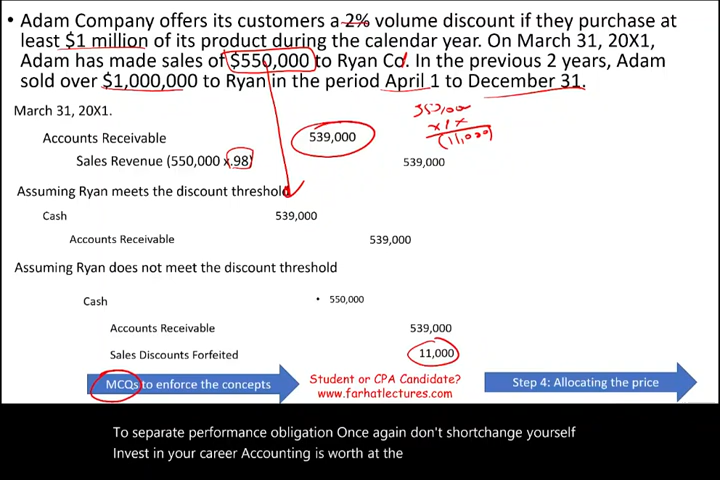 • Adam Company offers its customers a 2% volume discount if they purchase at
least $1 million of its product during the calendar year. On March 31, 20X1,
Adam has made sales of $550,000 to Ryan Co. In the previous 2 years, Adam
sold over $1,000,000 to Ryan in the period April 1 to December 31.
March 31, 20X1.
Accounts Receivable 539,000
Sales Revenue (550,000 x.98) 539,000
(11,000)
Assuming Ryan meets the discount threshold
Cash 539,000
Accounts Receivable 539,000
Assuming Ryan does not meet the discount threshold
Cash • 550,000
Accounts Receivable 539,000
Sales Discounts Forfeited 11,000
MCQs to enforce the concepts
Student or CPA Candidate?
www.farhatlectures.com
Step 4: Allocating the price
To separate performance obligation Once again don't shortchange yourself
Invest in your career Accounting is worth at the